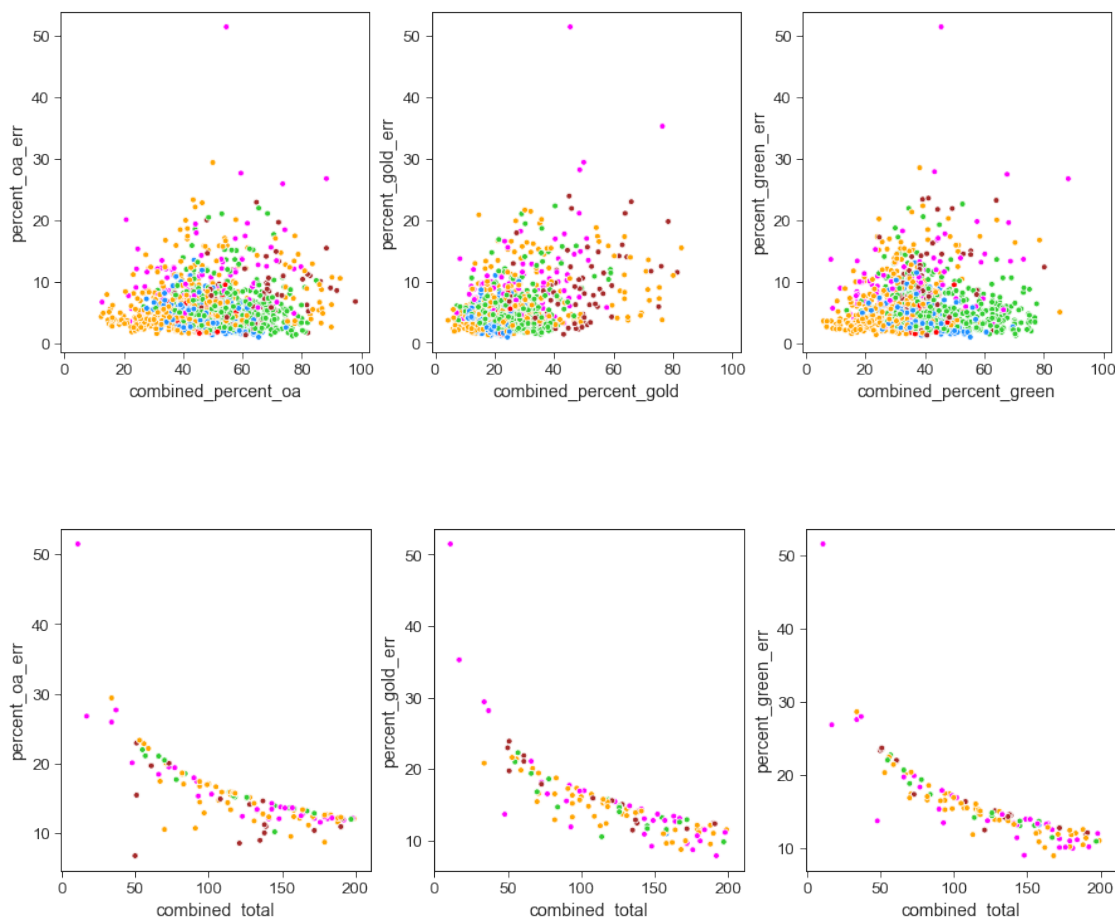 50
40
30
20
10
0
percent_oa_err
0 20 40 60 80 100
combined_percent_oa
50
40
30
20
10
0
percent_gold_err
0 20 40 60 80 100
combined_percent_gold
50
40
30
20
10
0
percent_green_err
0 20 40 60 80 100
combined_percent_green
50
40
30
20
10
percent_oa_err
0 50 100 150 200
combined_total
50
40
30
20
10
percent_gold_err
0 50 100 150 200
combined_total
50
40
30
20
10
percent_green_err
0 50 100 150 200
combined_total